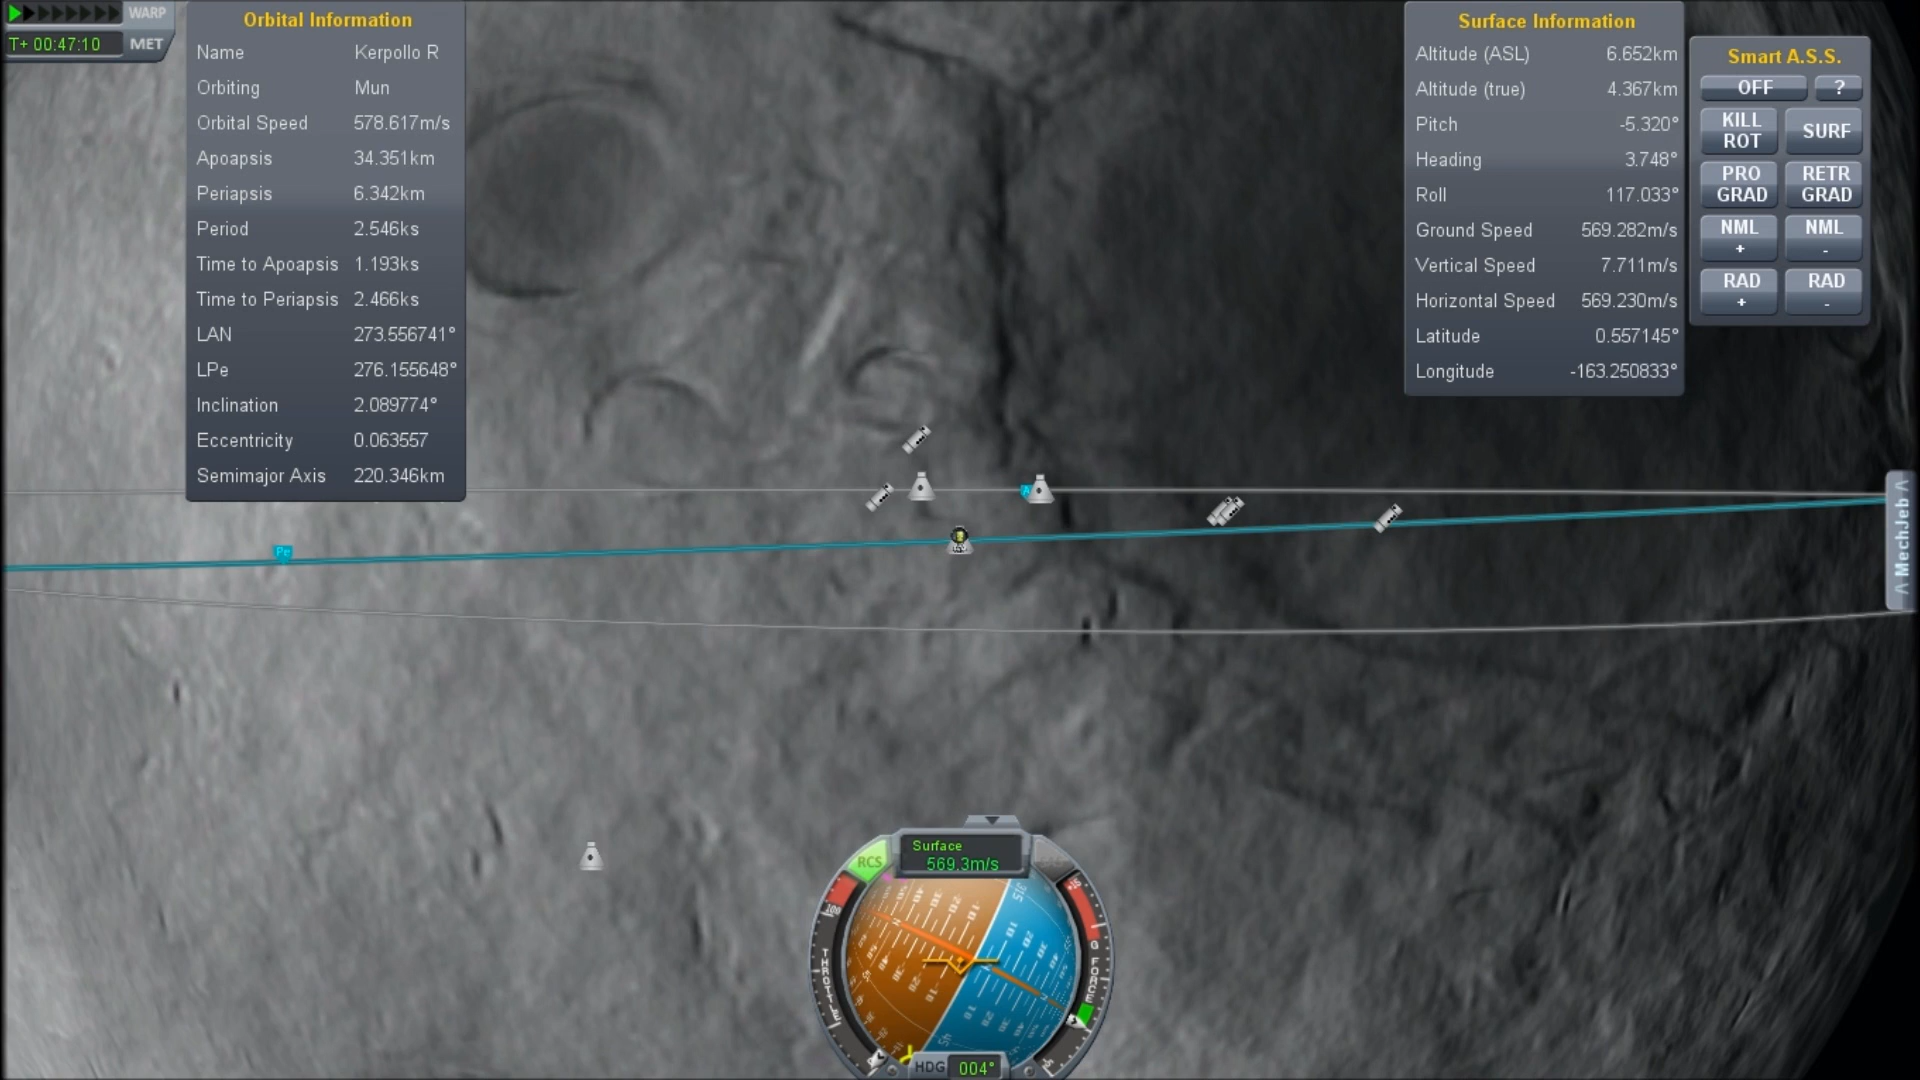 WARP
T+ 00:47:10 MET
Orbital Information
Name Kerpollo R
Orbiting Mun
Orbital Speed 578.617m/s
Apoapsis 34.351km
Periapsis 6.342km
Period 2.546ks
Time to Apoapsis 1.193ks
Time to Periapsis 2.466ks
LAN 273.556741°
LPe 276.155648°
Inclination 2.089774°
Eccentricity 0.063557
Semimajor Axis 220.346km
Surface Information
Altitude (ASL) 6.652km
Altitude (true) 4.367km
Pitch -5.320°
Heading 3.748°
Roll 117.033°
Ground Speed 569.282m/s
Vertical Speed 7.711m/s
Horizontal Speed 569.230m/s
Latitude 0.557145°
Longitude -163.250833°
Smart A.S.S.
OFF ?
KILL ROT SURF
PRO GRAD RETR GRAD
NML + NML -
RAD + RAD -
/\ MechJeb /\
A
Pe
RCS
Surface
569.3m/s
THROTTLE
G FORCE
HDG 004°